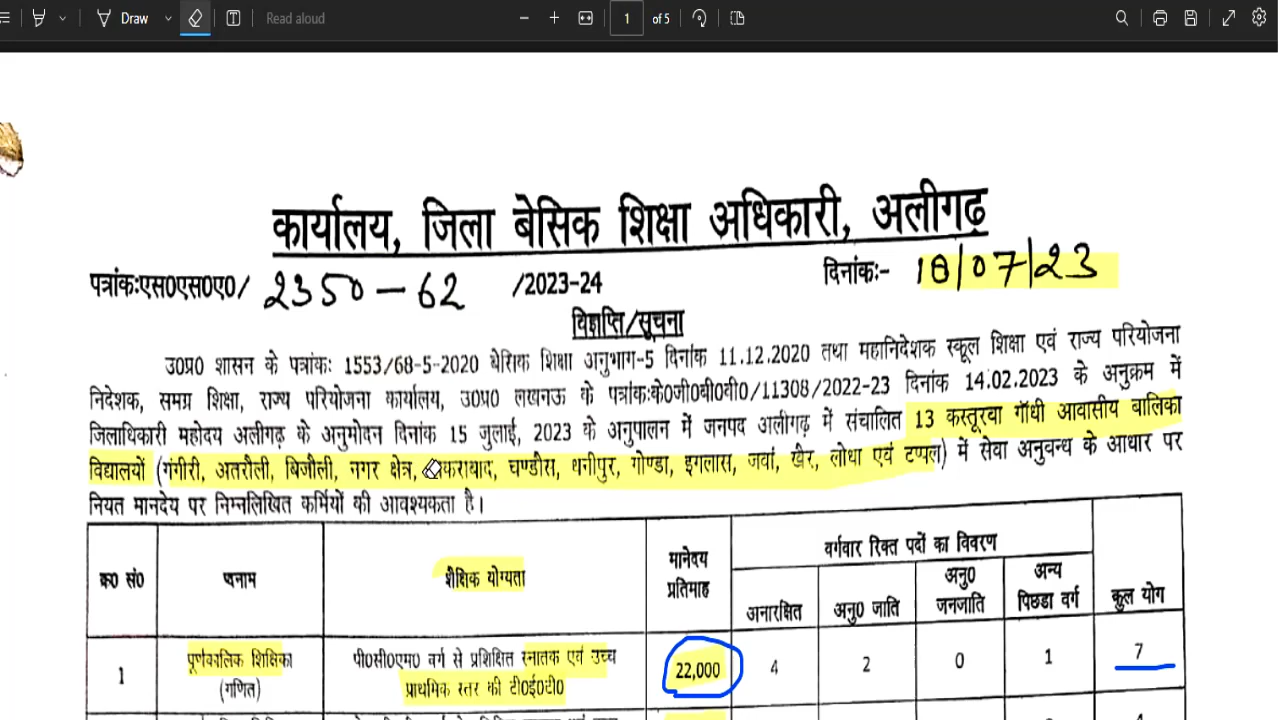 Draw
Read aloud
1 of 5
कार्यालय, जिला बेसिक शिक्षा अधिकारी, अलीगढ़
पत्रांकःएस0एस0ए0/ 2350-62 /2023-24
दिनांकः- 18/07/23
विज्ञप्ति/सूचना
उ0प्र0 शासन के पत्रांकः 1553/68-5-2020 बेसिक शिक्षा अनुभाग-5 दिनांक 11.12.2020 तथा महानिदेशक स्कूल शिक्षा एवं राज्य परियोजना
निदेशक, समग्र शिक्षा, राज्य परियोजना कार्यालय, उ0प्र0 लखनऊ के पत्रांकःके0जी0बी0वी0/11308/2022-23 दिनांक 14.02.2023 के अनुक्रम में
जिलाधिकारी महोदय अलीगढ़ के अनुमोदन दिनांक 15 जुलाई, 2023 के अनुपालन में जनपद अलीगढ़ में संचालित 13 कस्तूरबा गॉधी आवासीय बालिका
विद्यालयों (गंगीरी, अतरौली, बिजौली, नगर क्षेत्र, चण्डौस, धनीपुर, गोण्डा, इगलास, जवां, खैर, लोधा एवं टप्पल) में सेवा अनुबन्ध के आधार पर
नियत मानदेय पर निम्नलिखित कर्मियों की आवश्यकता है।
क्र0 सं0
पदनाम
शैक्षिक योग्यता
मानेदय प्रतिमाह
वर्गवार रिक्त पदों का विवरण
अनारक्षित
अनु0 जाति
अनु0 जनजाति
अन्य पिछडा वर्ग
कुल योग
1
पूर्णकालिक शिक्षिका
(गणित)
पी0सी0एम0 वर्ग से प्रशिक्षित स्नातक एवं उच्च
प्राथमिक स्तर की टी0ई0टी0
22,000
4
2
0
1
7